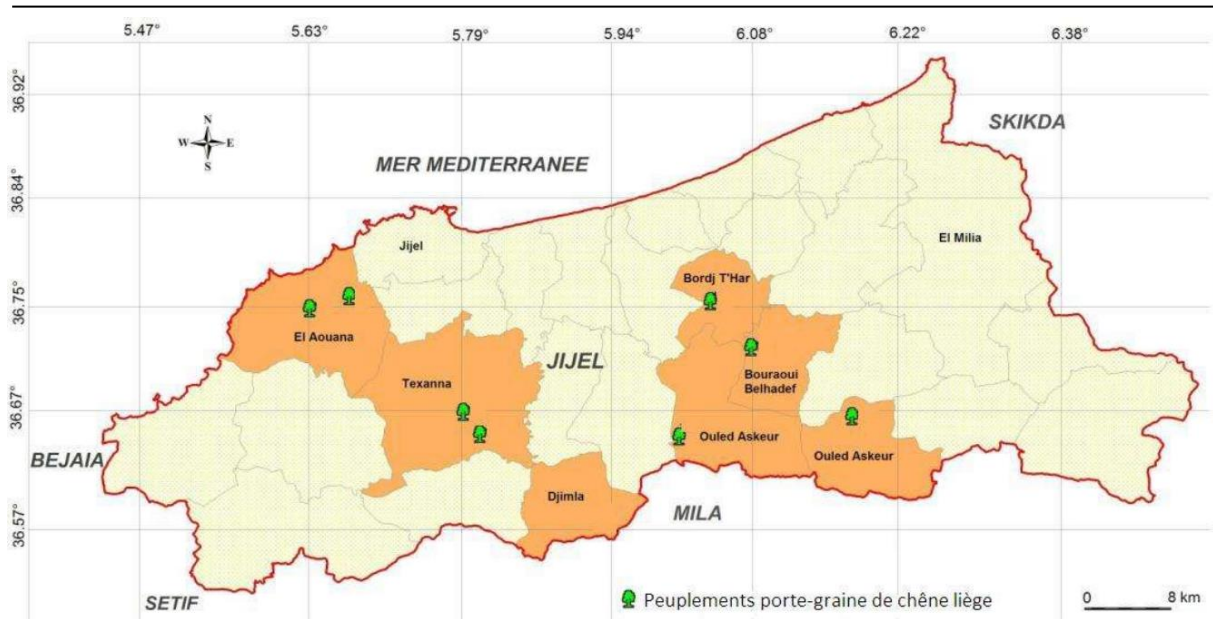 5.47° 5.63° 5.79° 5.94° 6.08° 6.22° 6.38°
36.92
N
W E
S
SKIKDA
MER MEDITERRANEE
36.84
Jijel
El Milia
Bordj T'Har
36.75
El Aouana
JIJEL
Texanna
Bouraoui
Belhadef
36.67
Ouled Askeur
Ouled Askeur
BEJAIA
Djimla
MILA
36.57
SETIF
Peuplements porte-graine de chêne liège
0 8 km